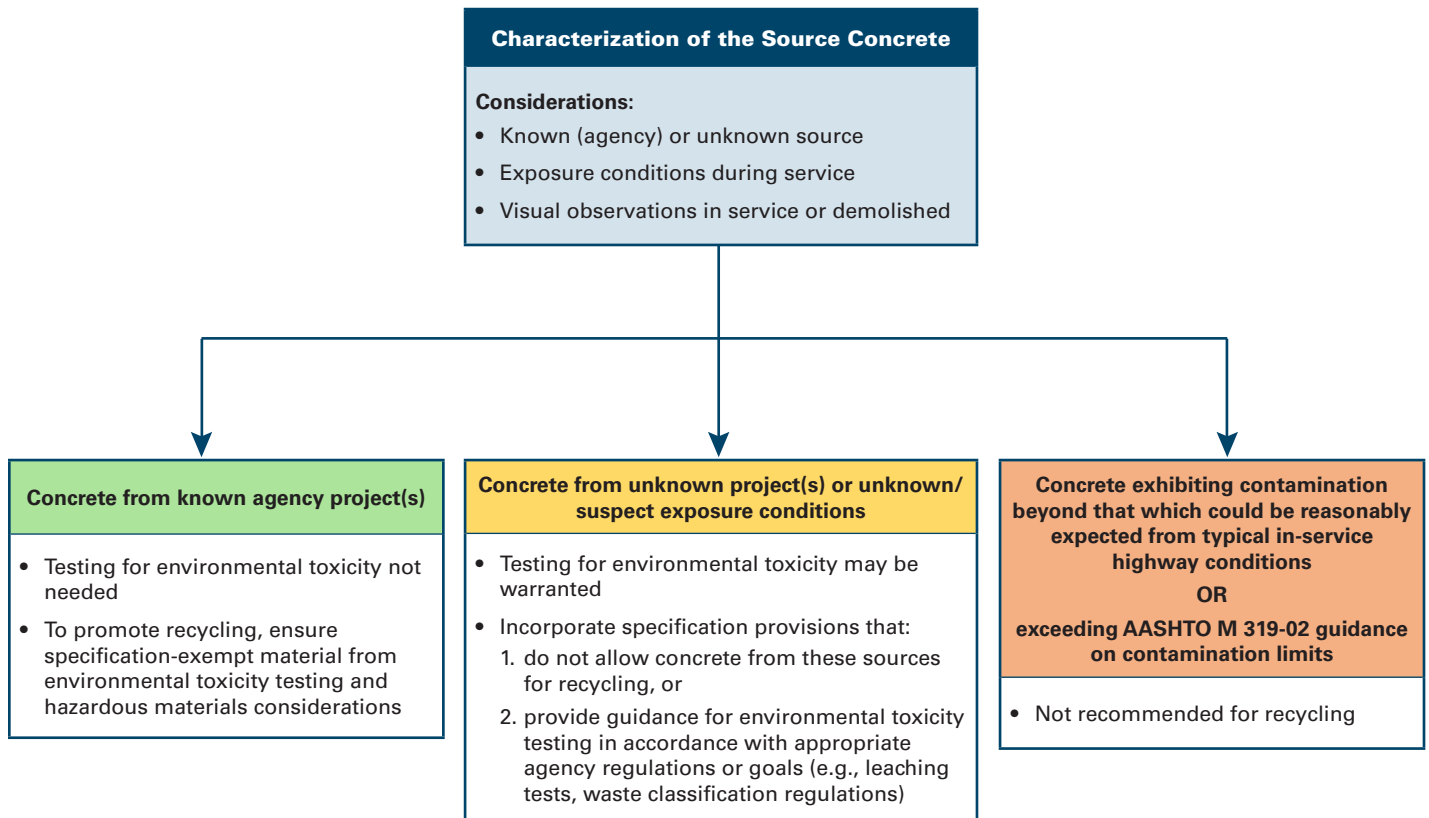 Characterization of the Source Concrete
Considerations:
• Known (agency) or unknown source
• Exposure conditions during service
• Visual observations in service or demolished
Concrete from known agency project(s)
• Testing for environmental toxicity not
needed
• To promote recycling, ensure
specification-exempt material from
environmental toxicity testing and
hazardous materials considerations
Concrete from unknown project(s) or unknown/
suspect exposure conditions
• Testing for environmental toxicity may be
warranted
• Incorporate specification provisions that:
1. do not allow concrete from these sources
for recycling, or
2. provide guidance for environmental toxicity
testing in accordance with appropriate
agency regulations or goals (e.g., leaching
tests, waste classification regulations)
Concrete exhibiting contamination
beyond that which could be reasonably
expected from typical in-service
highway conditions
OR
exceeding AASHTO M 319-02 guidance
on contamination limits
• Not recommended for recycling